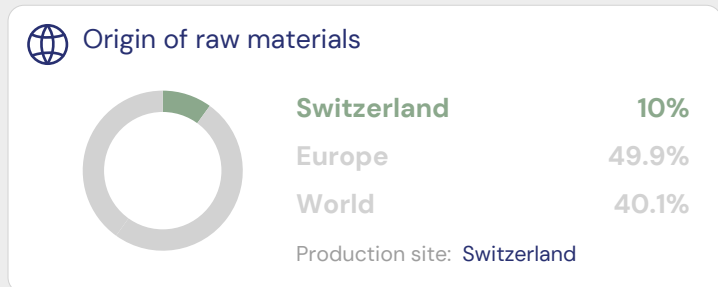 Origin of raw materials
Switzerland 10%
Europe 49.9%
World 40.1%
Production site: Switzerland